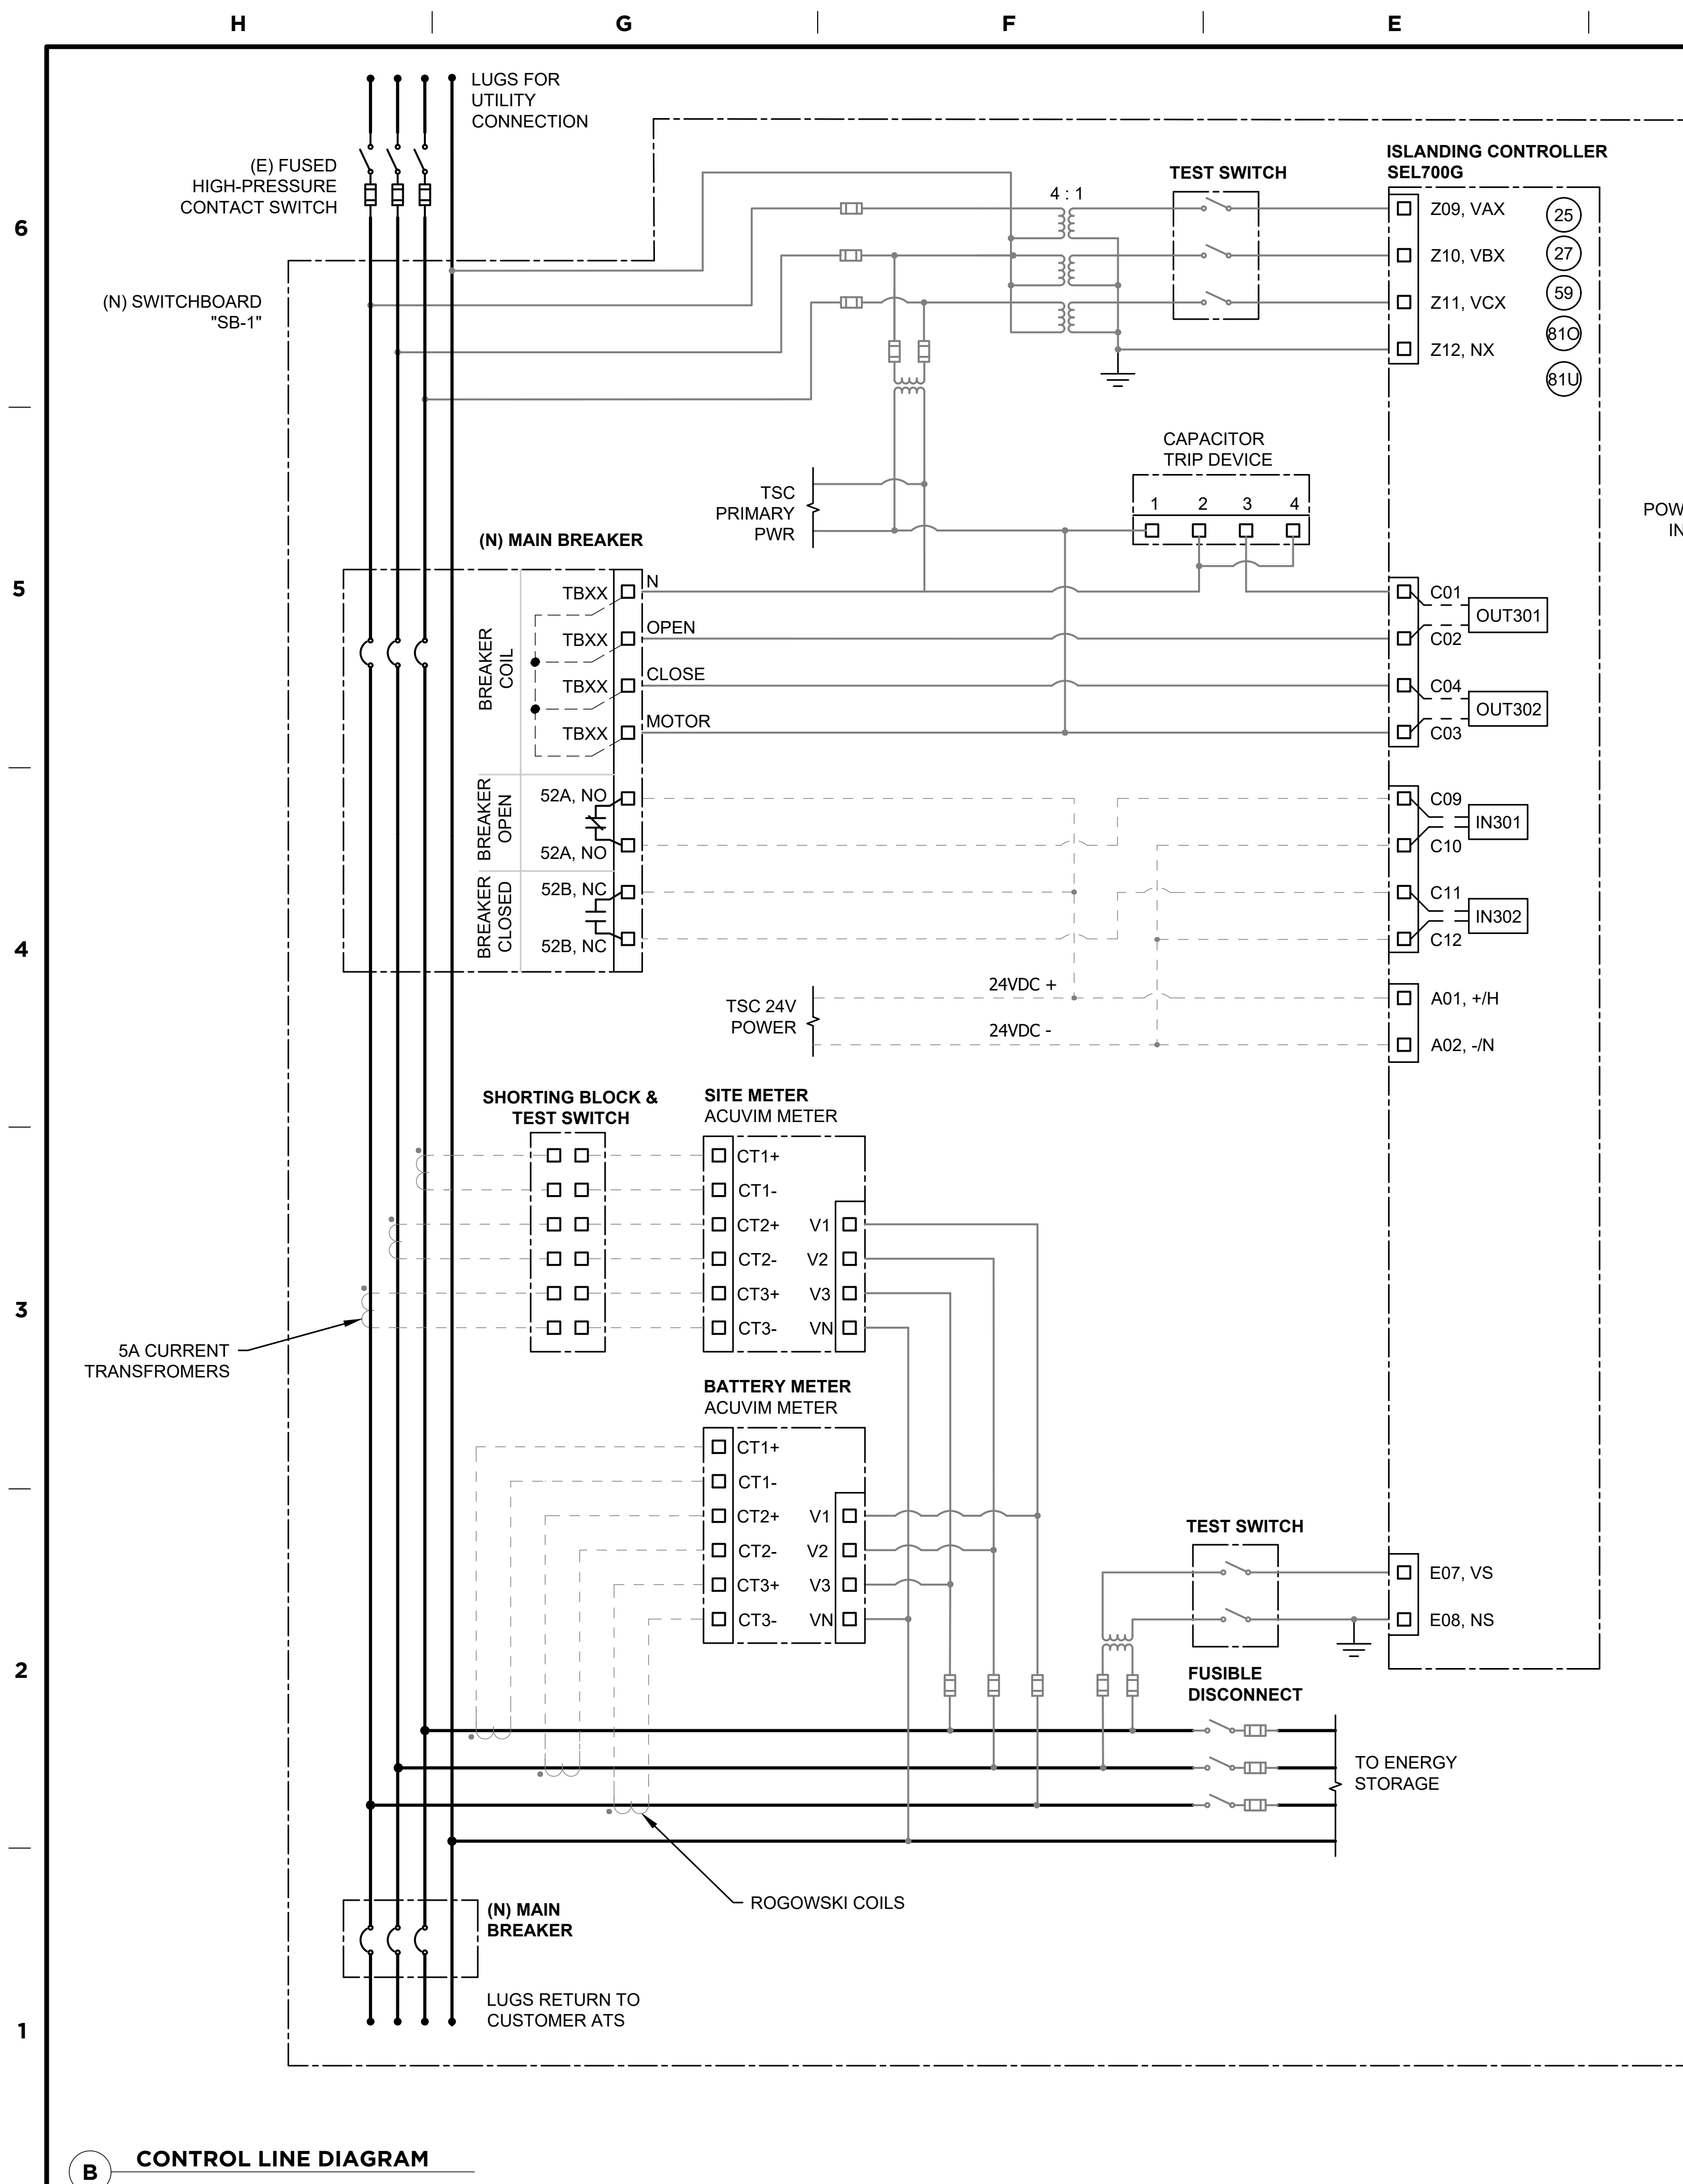 H
G
F
E
LUGS FOR
UTILITY
CONNECTION
(E) FUSED
HIGH-PRESSURE
CONTACT SWITCH
6
(N) SWITCHBOARD
"SB-1"
4 : 1
TEST SWITCH
ISLANDING CONTROLLER
SEL700G
Z09, VAX
Z10, VBX
Z11, VCX
Z12, NX
25
27
59
81O
81U
CAPACITOR
TRIP DEVICE
1 2 3 4
TSC
PRIMARY
PWR
POW
IN
5
(N) MAIN BREAKER
BREAKER
COIL
TBXX
N
TBXX
OPEN
TBXX
CLOSE
TBXX
MOTOR
C01
C02
OUT301
C04
C03
OUT302
BREAKER
OPEN
52A, NO
52A, NO
BREAKER
CLOSED
52B, NC
52B, NC
C09
C10
IN301
C11
C12
IN302
4
TSC 24V
POWER
24VDC +
24VDC -
A01, +/H
A02, -/N
SHORTING BLOCK &
TEST SWITCH
SITE METER
ACUVIM METER
CT1+
CT1-
CT2+
CT2-
CT3+
CT3-
V1
V2
V3
VN
3
5A CURRENT
TRANSFROMERS
BATTERY METER
ACUVIM METER
CT1+
CT1-
CT2+
CT2-
CT3+
CT3-
V1
V2
V3
VN
TEST SWITCH
E07, VS
E08, NS
2
FUSIBLE
DISCONNECT
TO ENERGY
STORAGE
ROGOWSKI COILS
(N) MAIN
BREAKER
LUGS RETURN TO
CUSTOMER ATS
1
B
CONTROL LINE DIAGRAM